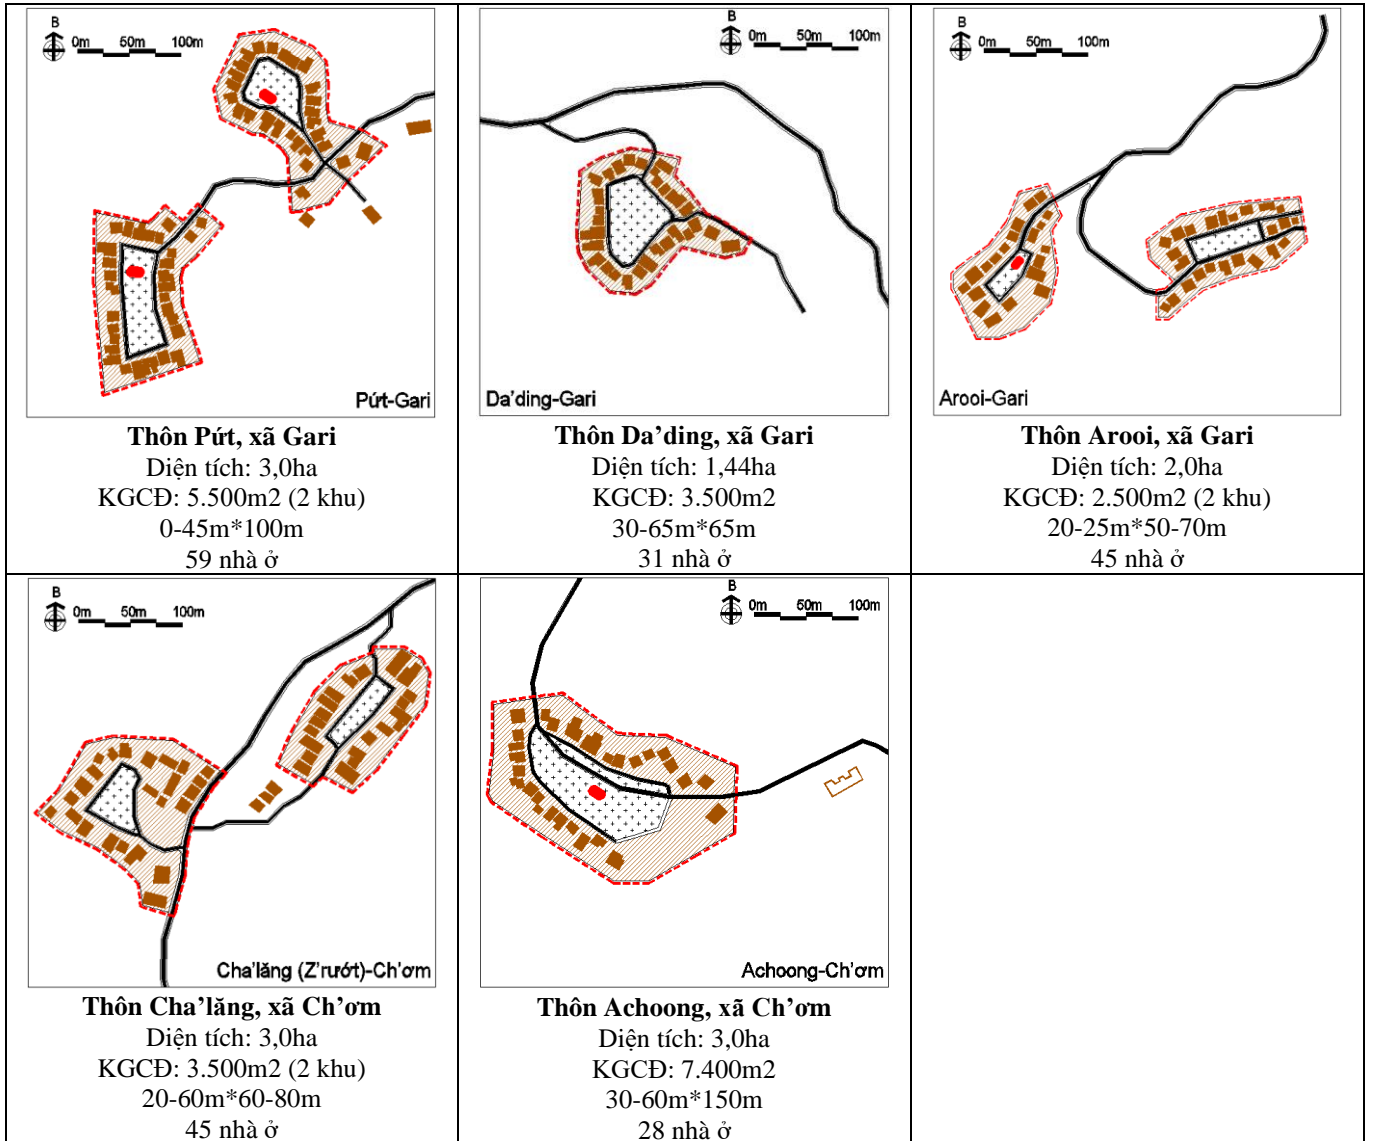 B
0m 50m 100m
Pứt-Gari
Thôn Pứt, xã Gari
Diện tích: 3,0ha
KGCĐ: 5.500m2 (2 khu)
0-45m*100m
59 nhà ở
B
0m 50m 100m
Da'ding-Gari
Thôn Da’ding, xã Gari
Diện tích: 1,44ha
KGCĐ: 3.500m2
30-65m*65m
31 nhà ở
B
0m 50m 100m
Arooi-Gari
Thôn Arooi, xã Gari
Diện tích: 2,0ha
KGCĐ: 2.500m2 (2 khu)
20-25m*50-70m
45 nhà ở
B
0m 50m 100m
Cha'lăng (Z'rướt)-Ch'ơm
Thôn Cha’lăng, xã Ch’ơm
Diện tích: 3,0ha
KGCĐ: 3.500m2 (2 khu)
20-60m*60-80m
45 nhà ở
B
0m 50m 100m
Achoong-Ch'ơm
Thôn Achoong, xã Ch’ơm
Diện tích: 3,0ha
KGCĐ: 7.400m2
30-60m*150m
28 nhà ở